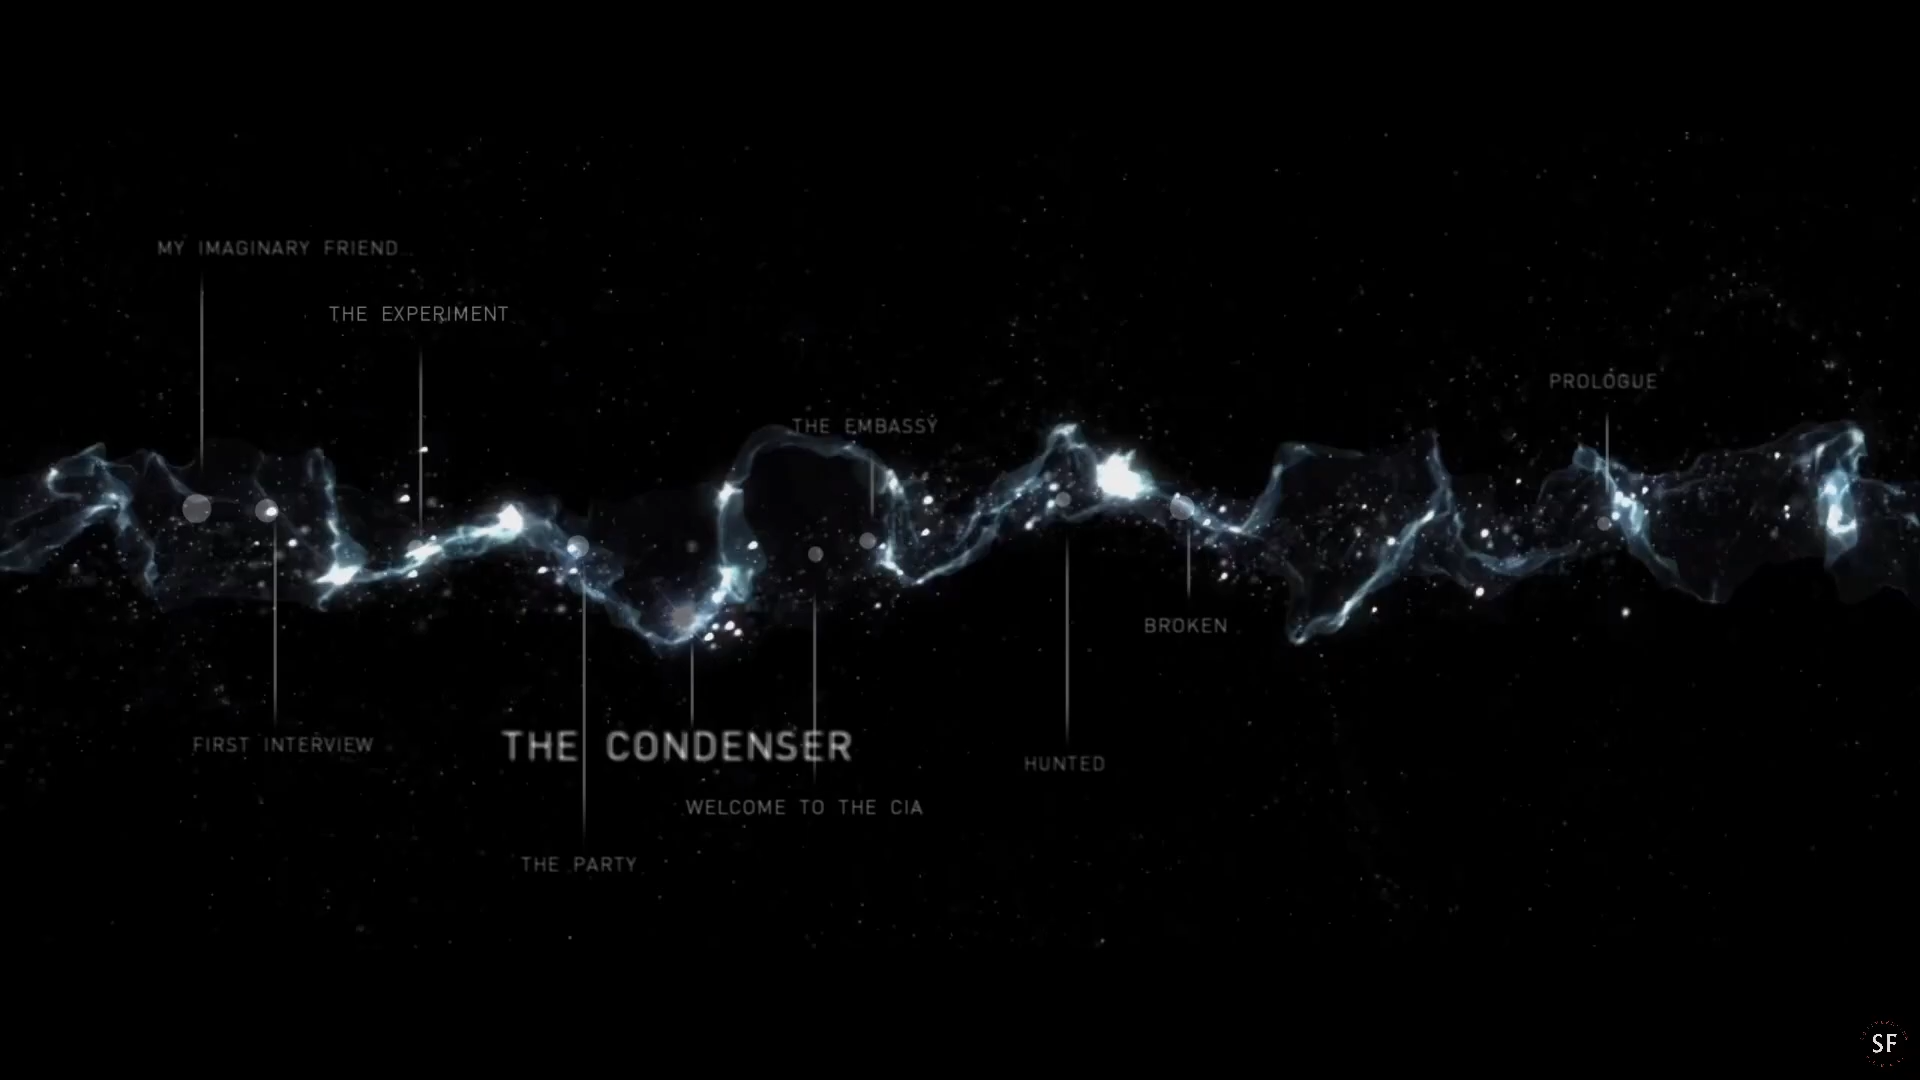 MY IMAGINARY FRIEND...
THE EXPERIMENT
PROLOGUE
THE EMBASSY
BROKEN
FIRST INTERVIEW
THE CONDENSER
HUNTED
WELCOME TO THE CIA
THE PARTY
SF